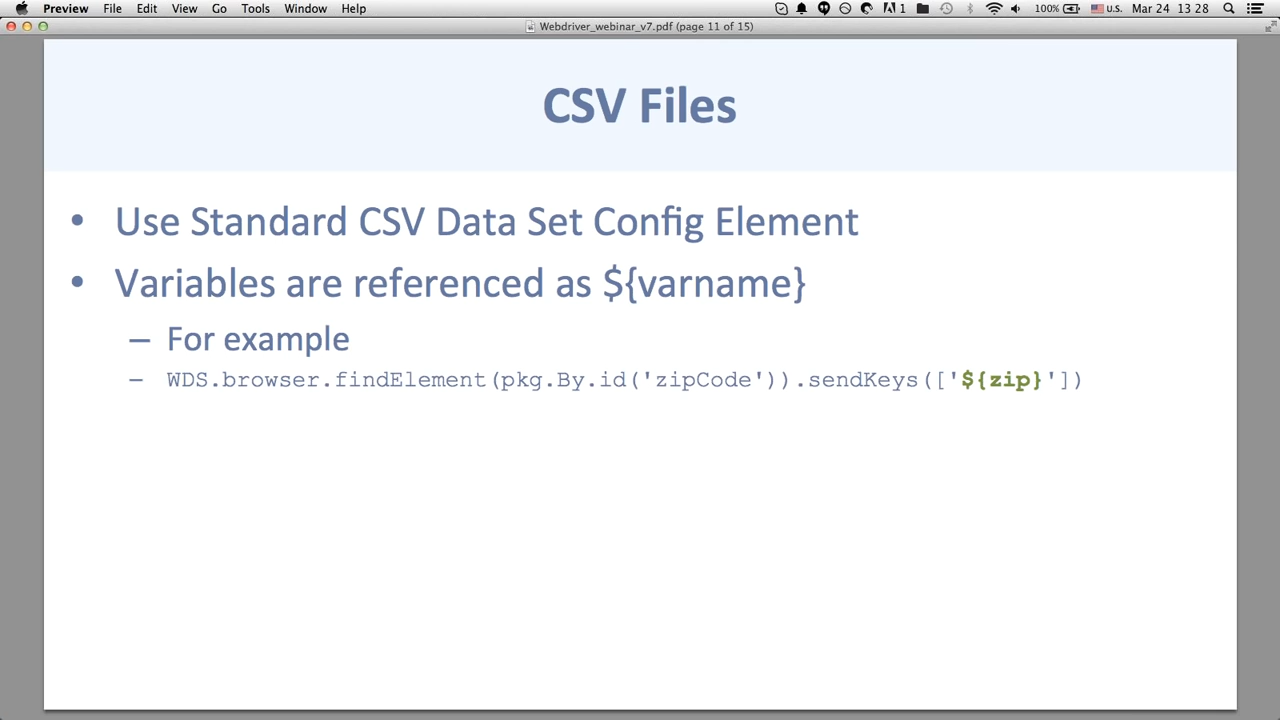 Preview File Edit View Go Tools Window Help 1 100% U.S. Mar 24 13 28
Webdriver_webinar_v7.pdf (page 11 of 15)
CSV Files
• Use Standard CSV Data Set Config Element
• Variables are referenced as ${varname}
– For example
– WDS.browser.findElement(pkg.By.id('zipCode')).sendKeys(['${zip}'])